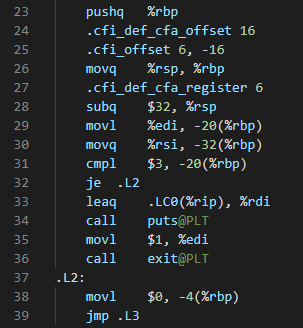 23 pushq %rbp
24 .cfi_def_cfa_offset 16
25 .cfi_offset 6, -16
26 movq %rsp, %rbp
27 .cfi_def_cfa_register 6
28 subq $32, %rsp
29 movl %edi, -20(%rbp)
30 movq %rsi, -32(%rbp)
31 cmpl $3, -20(%rbp)
32 je .L2
33 leaq .LC0(%rip), %rdi
34 call puts@PLT
35 movl $1, %edi
36 call exit@PLT
37 .L2:
38 movl $0, -4(%rbp)
39 jmp .L3